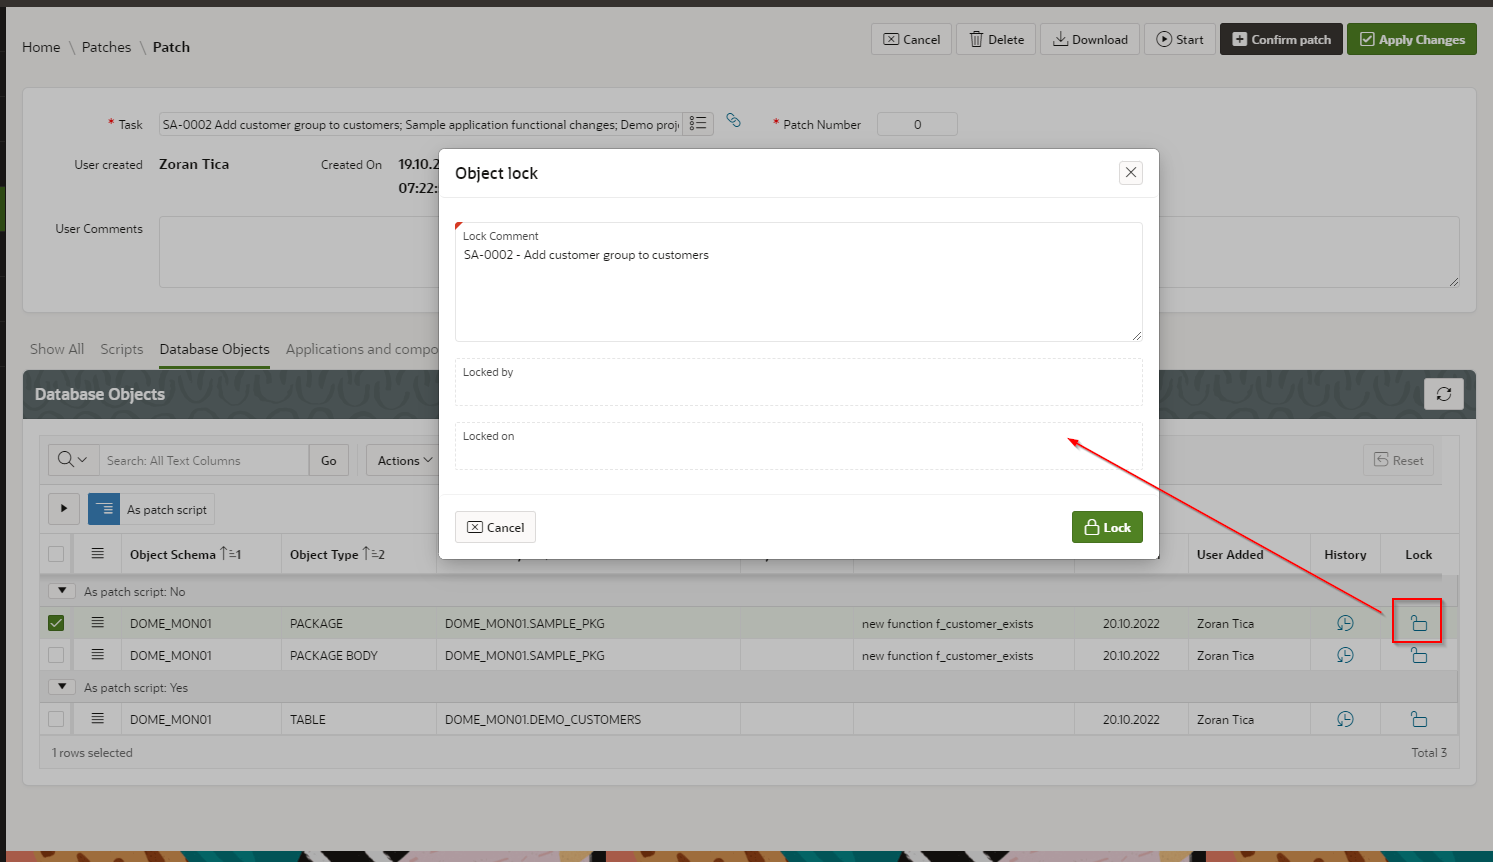 Home \ Patches \ Patch
Cancel
Delete
Download
Start
Confirm patch
Apply Changes
* Task
SA-0002 Add customer group to customers; Sample application functional changes; Demo proj
* Patch Number
0
User created
Zoran Tica
Created On
19.10.2
07:22:
User Comments
Object lock
Lock Comment
SA-0002 - Add customer group to customers
Locked by
Locked on
Cancel
Lock
Show All
Scripts
Database Objects
Applications and compo
Database Objects
Search: All Text Columns
Go
Actions
Reset
As patch script
Object Schema 1
Object Type 2
User Added
History
Lock
As patch script: No
DOME_MON01 PACKAGE DOME_MON01.SAMPLE_PKG new function f_customer_exists 20.10.2022 Zoran Tica
DOME_MON01 PACKAGE BODY DOME_MON01.SAMPLE_PKG new function f_customer_exists 20.10.2022 Zoran Tica
As patch script: Yes
DOME_MON01 TABLE DOME_MON01.DEMO_CUSTOMERS 20.10.2022 Zoran Tica
1 rows selected
Total 3